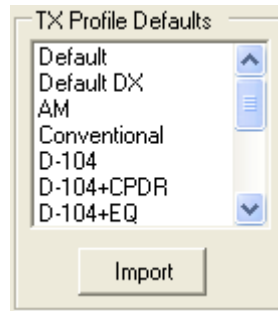 TX Profile Defaults
Default
Default DX
AM
Conventional
D-104
D-104+CPDR
D-104+EQ
Import